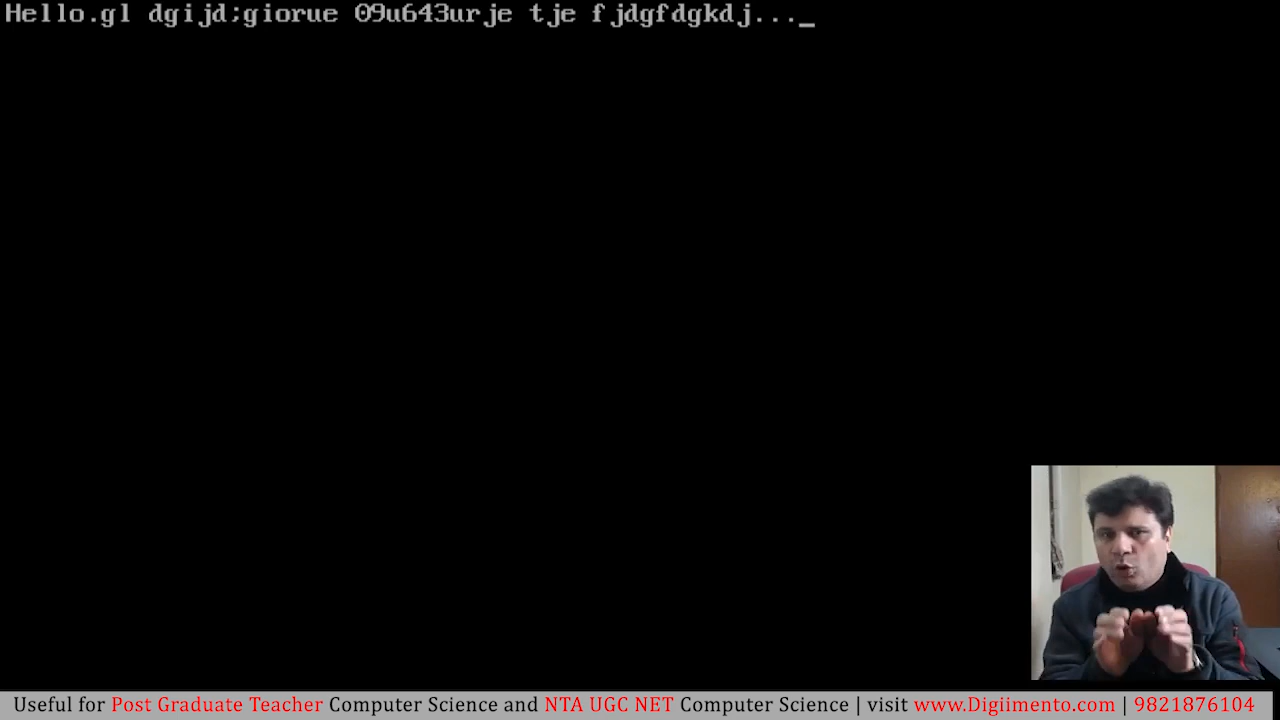 Hello.gl dgijd;giorue 09u643urje tje fjdgfdgkdj..._
Useful for Post Graduate Teacher Computer Science and NTA UGC NET Computer Science | visit www.Digiimento.com | 9821876104